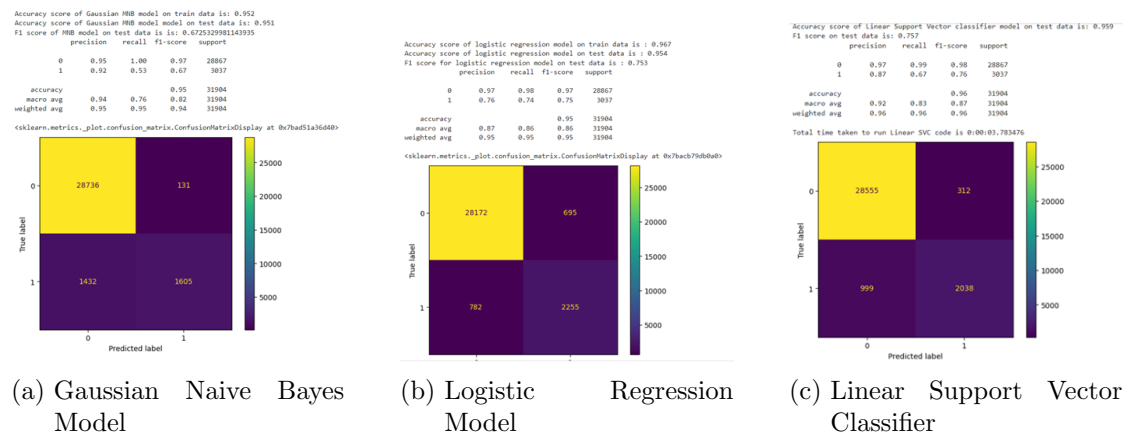 Accuracy score of Gaussian MNB model on train data is: 0.952
Accuracy score of Gaussian MNB model model on test data is: 0.951
F1 score of MNB model on test data is is: 0.6725329981143935
precision recall f1-score support
0 0.95 1.00 0.97 28867
1 0.92 0.53 0.67 3037
accuracy 0.95 31904
macro avg 0.94 0.76 0.82 31904
weighted avg 0.95 0.95 0.94 31904
<sklearn.metrics._plot.confusion_matrix.ConfusionMatrixDisplay at 0x7bad51a36d40>
0
28736
131
1
1432
1605
True label
0
1
Predicted label
25000
20000
15000
10000
5000
(a) Gaussian Naive Bayes
Model
Accuracy score of logistic regression model on train data is : 0.967
Accuracy score of logistic regression model on test data is : 0.954
F1 score for logistic regression model on test data is : 0.753
precision recall f1-score support
0 0.97 0.98 0.97 28867
1 0.76 0.74 0.75 3037
accuracy 0.95 31904
macro avg 0.87 0.86 0.86 31904
weighted avg 0.95 0.95 0.95 31904
<sklearn.metrics._plot.confusion_matrix.ConfusionMatrixDisplay at 0x7bacb79db0a0>
0
28172
695
1
782
2255
True label
25000
20000
15000
10000
5000
(b) Logistic Regression
Model
Accuracy score of Linear Support Vector classifier model on test data is: 0.959
F1 score on test data is: 0.757
precision recall f1-score support
0 0.97 0.99 0.98 28867
1 0.87 0.67 0.76 3037
accuracy 0.96 31904
macro avg 0.92 0.83 0.87 31904
weighted avg 0.96 0.96 0.96 31904
Total time taken to run Linear SVC code is 0:00:03.783476
0
28555
312
1
999
2038
True label
0
1
Predicted label
25000
20000
15000
10000
5000
(c) Linear Support Vector
Classifier